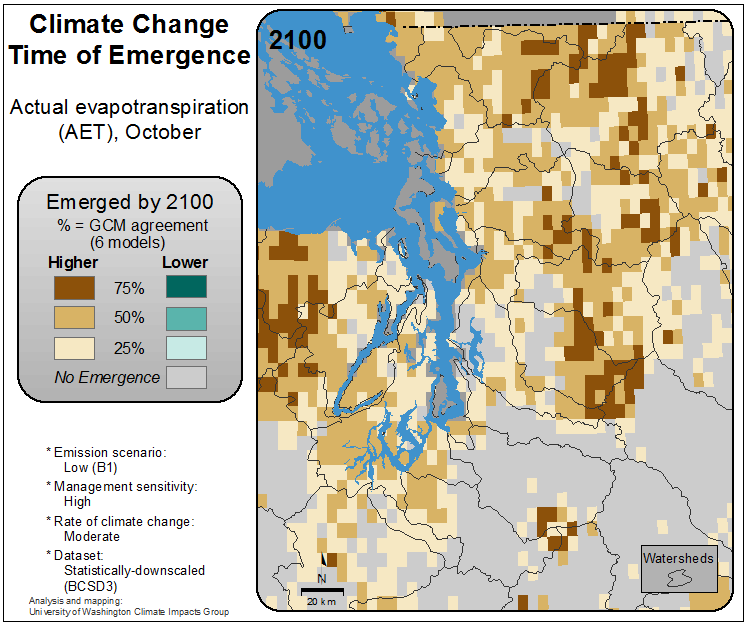 Climate Change
Time of Emergence
Actual evapotranspiration
(AET), October
Emerged by 2100
% = GCM agreement
(6 models)
Higher Lower
75%
50%
25%
No Emergence
* Emission scenario:
Low (B1)
* Management sensitivity:
High
* Rate of climate change:
Moderate
* Dataset:
Statistically-downscaled
(BCSD3)
Analysis and mapping:
University of Washington Climate Impacts Group
2100
N
20 km
Watersheds